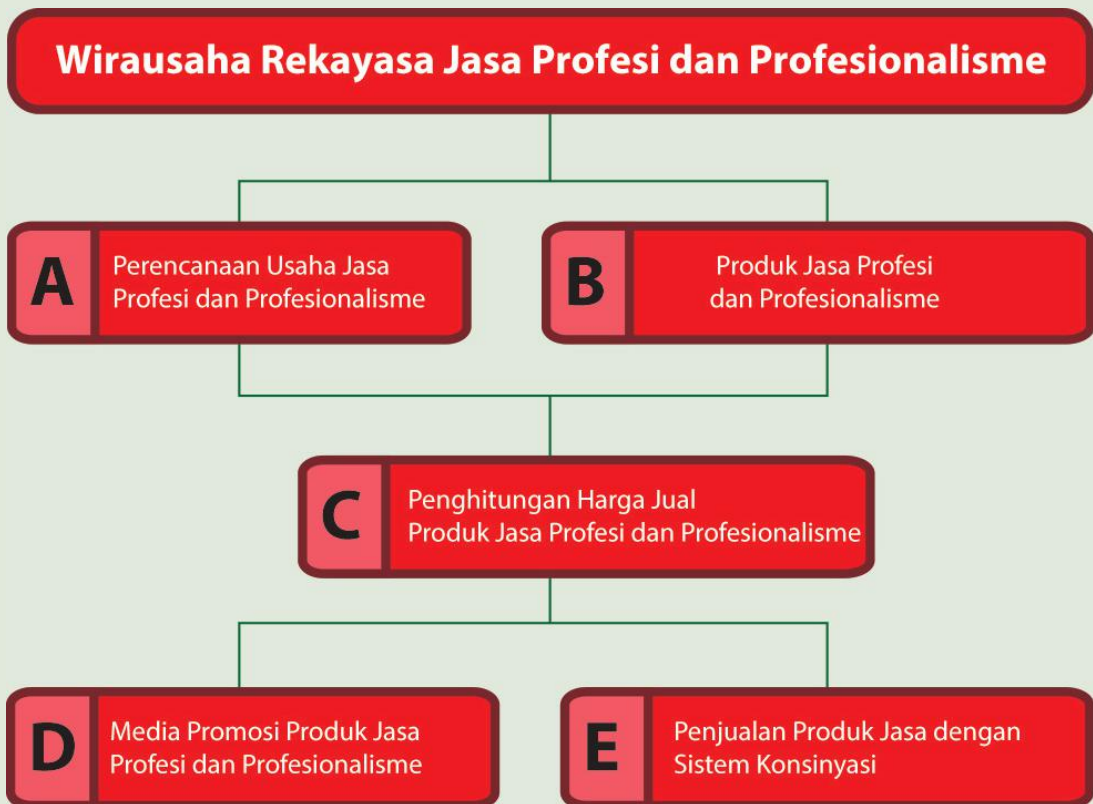 Wirausaha Rekayasa Jasa Profesi dan Profesionalisme
A
Perencanaan Usaha Jasa
Profesi dan Profesionalisme
B
Produk Jasa Profesi
dan Profesionalisme
C
Penghitungan Harga Jual
Produk Jasa Profesi dan Profesionalisme
D
Media Promosi Produk Jasa
Profesi dan Profesionalisme
E
Penjualan Produk Jasa dengan
Sistem Konsinyasi